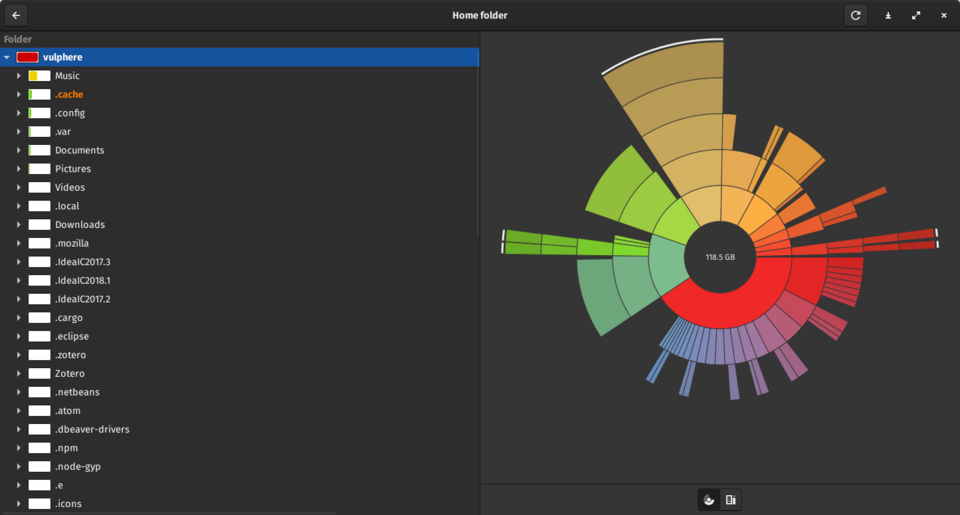 Home folder
Folder
vulphere
Music
.cache
.config
.var
Documents
Pictures
Videos
.local
Downloads
.mozilla
.IdeaIC2017.3
.IdeaIC2018.1
.IdeaIC2017.2
.cargo
.eclipse
.zotero
Zotero
.netbeans
.atom
.dbeaver-drivers
.npm
.node-gyp
.e
.icons
118.5 GB